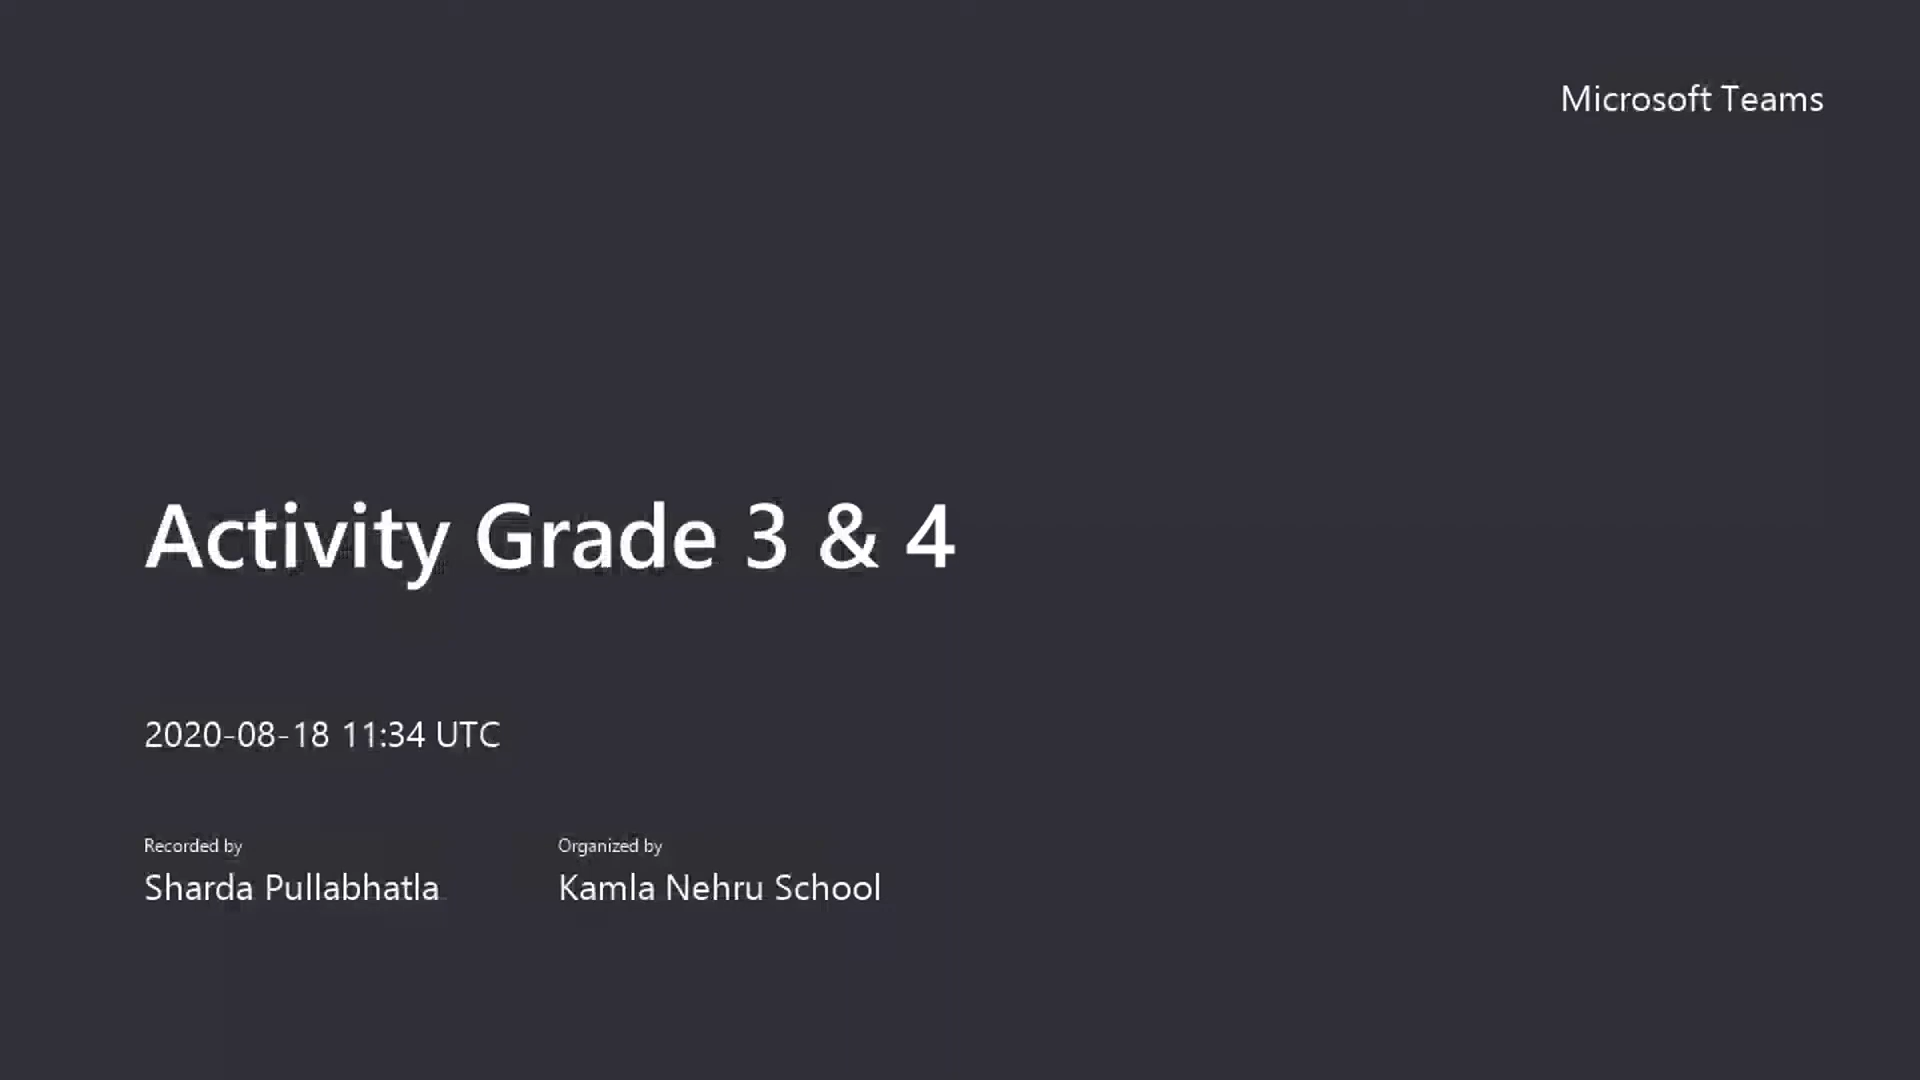 Microsoft Teams
Activity Grade 3 & 4
2020-08-18 11:34 UTC
Recorded by
Sharda Pullabhatla
Organized by
Kamla Nehru School